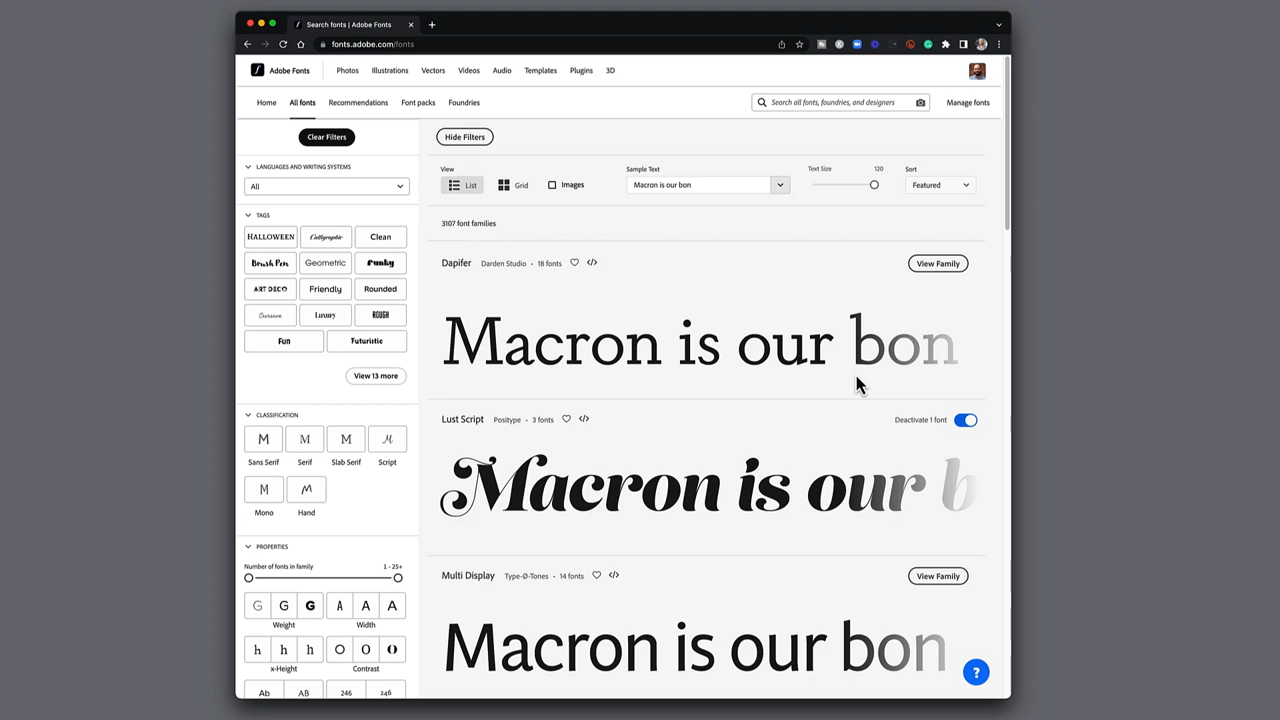 Search fonts | Adobe Fonts
fonts.adobe.com/fonts
Adobe Fonts Photos Illustrations Vectors Videos Audio Templates Plugins 3D
Home All fonts Recommendations Font packs Foundries Search all fonts, foundries, and designers Manage fonts
Clear Filters
LANGUAGES AND WRITING SYSTEMS
All
TAGS
HALLOWEEN Calligraphic Clean
Brush Pen Geometric Funky
ART DECO Friendly Rounded
Cursive Luxury ROUGH
Fun Futuristic
View 13 more
CLASSIFICATION
M M M M
Sans Serif Serif Slab Serif Script
M M
Mono Hand
PROPERTIES
Number of fonts in family 1 - 25+
G G G A A A
Weight Width
h h h O O O
x-Height Contrast
Ab AB 246 246
Hide Filters
View Sample Text Text Size 120 Sort
List Grid Images Macron is our bon Featured
3107 font families
Dapifer Darden Studio • 18 fonts </> View Family
Macron is our bon
Lust Script Positype • 3 fonts </> Deactivate 1 font
Macron is our b
Multi Display Type-Ø-Tones • 14 fonts </> View Family
Macron is our bon
?